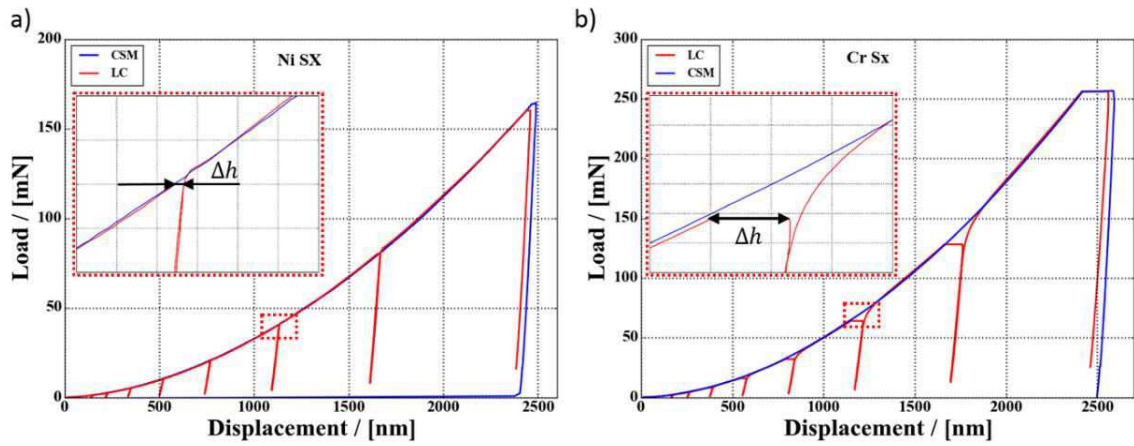 a)
Load / [mN]
200
150
100
50
0
CSM
LC
Ni SX
Δh
0
500
1000
1500
2000
2500
Displacement / [nm]
b)
Load / [mN]
300
250
200
150
100
50
0
LC
CSM
Cr Sx
Δh
0
500
1000
1500
2000
2500
Displacement / [nm]